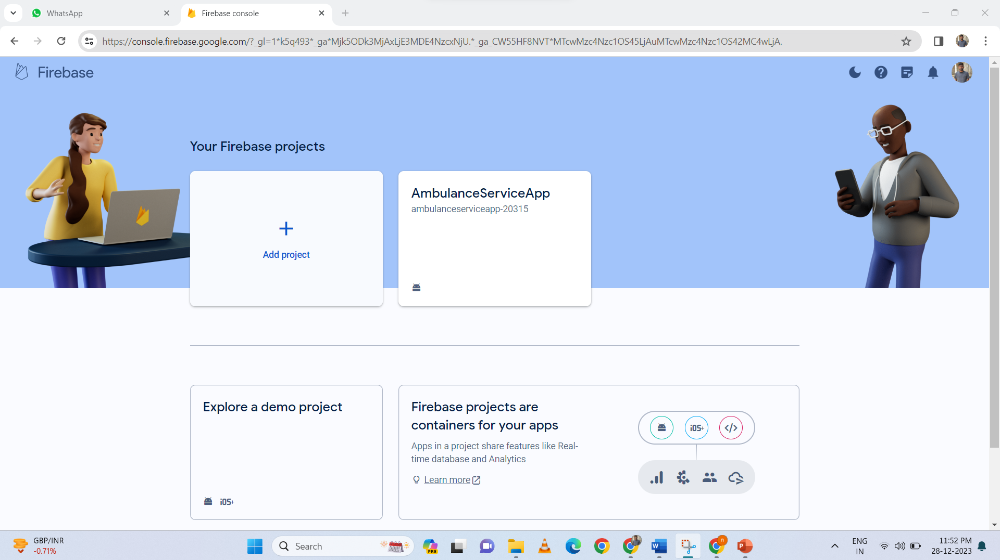 WhatsApp
Firebase console
https://console.firebase.google.com/?_gl=1*k5q493*_ga*Mjk5ODk3MjAxLjE3MDE4NzcxNjU.*_ga_CW55HF8NVT*MTcwMzc4Nzc1OS45LjAuMTcwMzc4Nzc1OS42MC4wLjA.
Firebase
Your Firebase projects
Add project
AmbulanceServiceApp
ambulanceserviceapp-20315
Explore a demo project
iOS+
Firebase projects are
containers for your apps
Apps in a project share features like Real-
time database and Analytics
Learn more
iOS+
GBP/INR
-0.71%
Search
PRE
W
n
P
ENG
IN
11:52 PM
28-12-2023